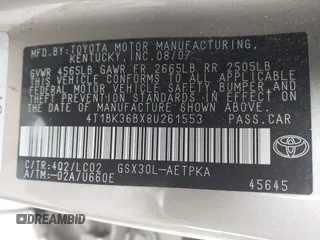 MFD.BY:TOYOTA MOTOR MANUFACTURING,
KENTUCKY, INC. 08/07
GVWR 4565LB GAWR FR 2665LB RR 2505LB
THIS VEHICLE CONFORMS TO ALL APPLICABLE
FEDERAL MOTOR VEHICLE SAFETY, BUMPER, AND
THEFT PREVENTION STANDARDS IN EFFECT ON
THE DATE OF MANUFACTURE SHOWN ABOVE.
4T1BK36BX8U261553 PASS.CAR
C/TR:402/LC02 GSX30L-AETPKA
A/TM:-02A/U660E
TOYOTA
45645